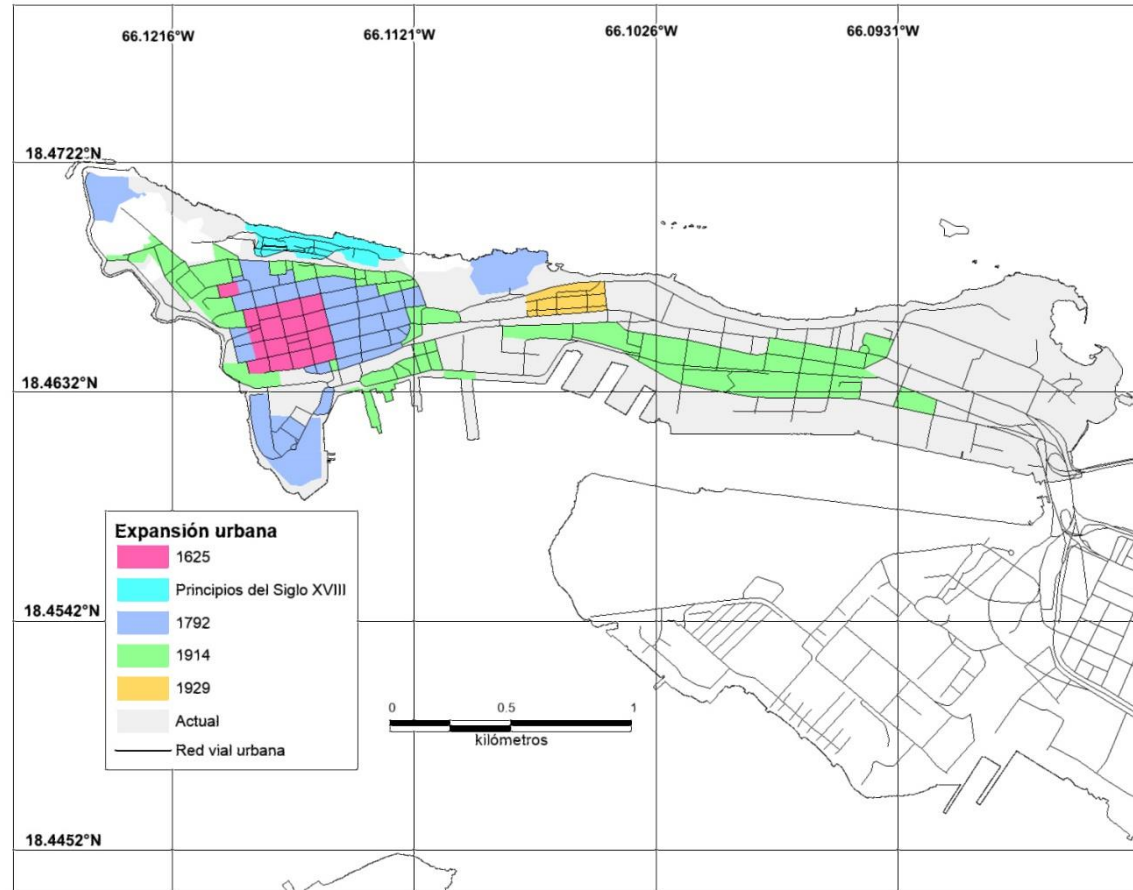 66.1216°W 66.1121°W 66.1026°W 66.0931°W
18.4722°N
18.4632°N
18.4542°N
18.4452°N
Expansión urbana
1625
Principios del Siglo XVIII
1792
1914
1929
Actual
Red vial urbana
0 0.5 1
kilómetros